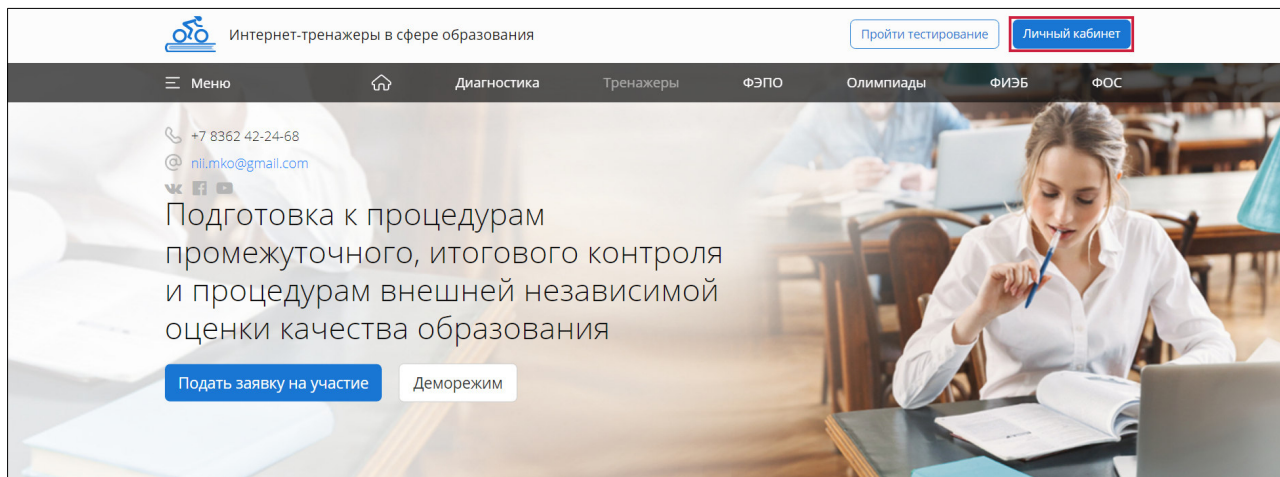 Интернет-тренажеры в сфере образования
Пройти тестирование
Личный кабинет
Меню
Диагностика
Тренажеры
ФЭПО
Олимпиады
ФИЭБ
ФОС
+7 8362 42-24-68
nii.mko@gmail.com
Подготовка к процедурам
промежуточного, итогового контроля
и процедурам внешней независимой
оценки качества образования
Подать заявку на участие
Деморежим